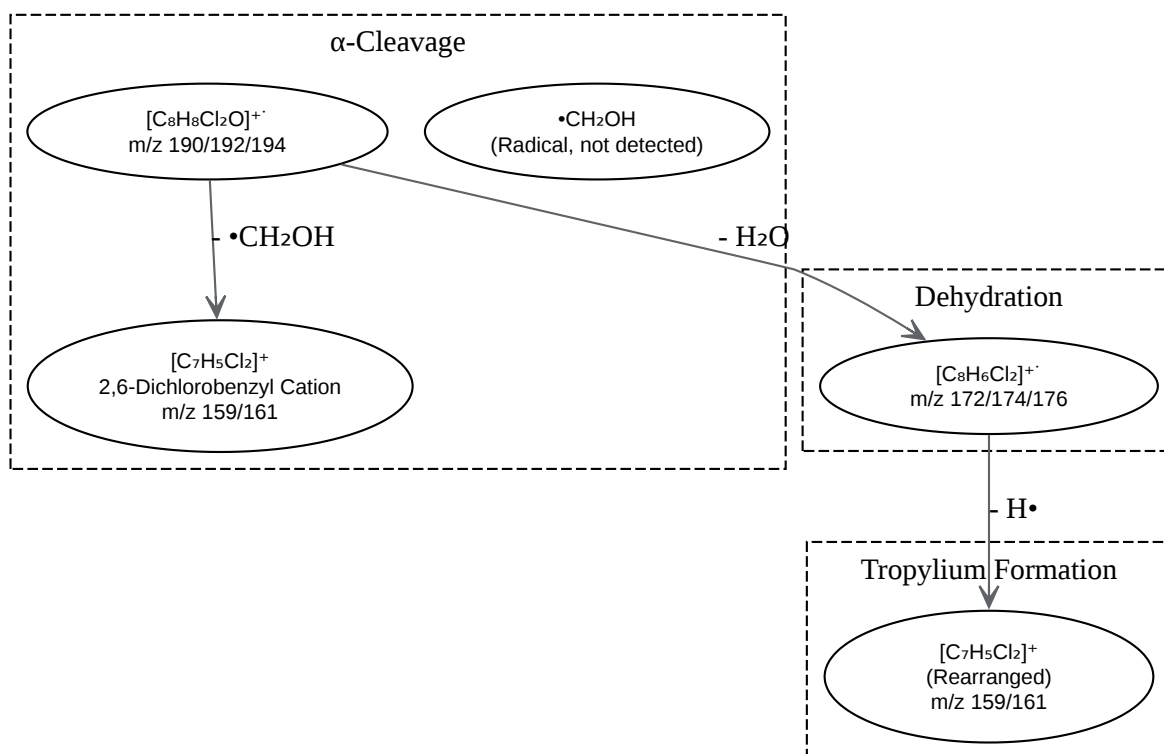 α-Cleavage
[C₈H₈Cl₂O]⁺˙
m/z 190/192/194
•CH₂OH
(Radical, not detected)
- •CH₂OH
- H₂O
[C₇H₅Cl₂]⁺
2,6-Dichlorobenzyl Cation
m/z 159/161
Dehydration
[C₈H₆Cl₂]⁺˙
m/z 172/174/176
- H•
Tropylium Formation
[C₇H₅Cl₂]⁺
(Rearranged)
m/z 159/161